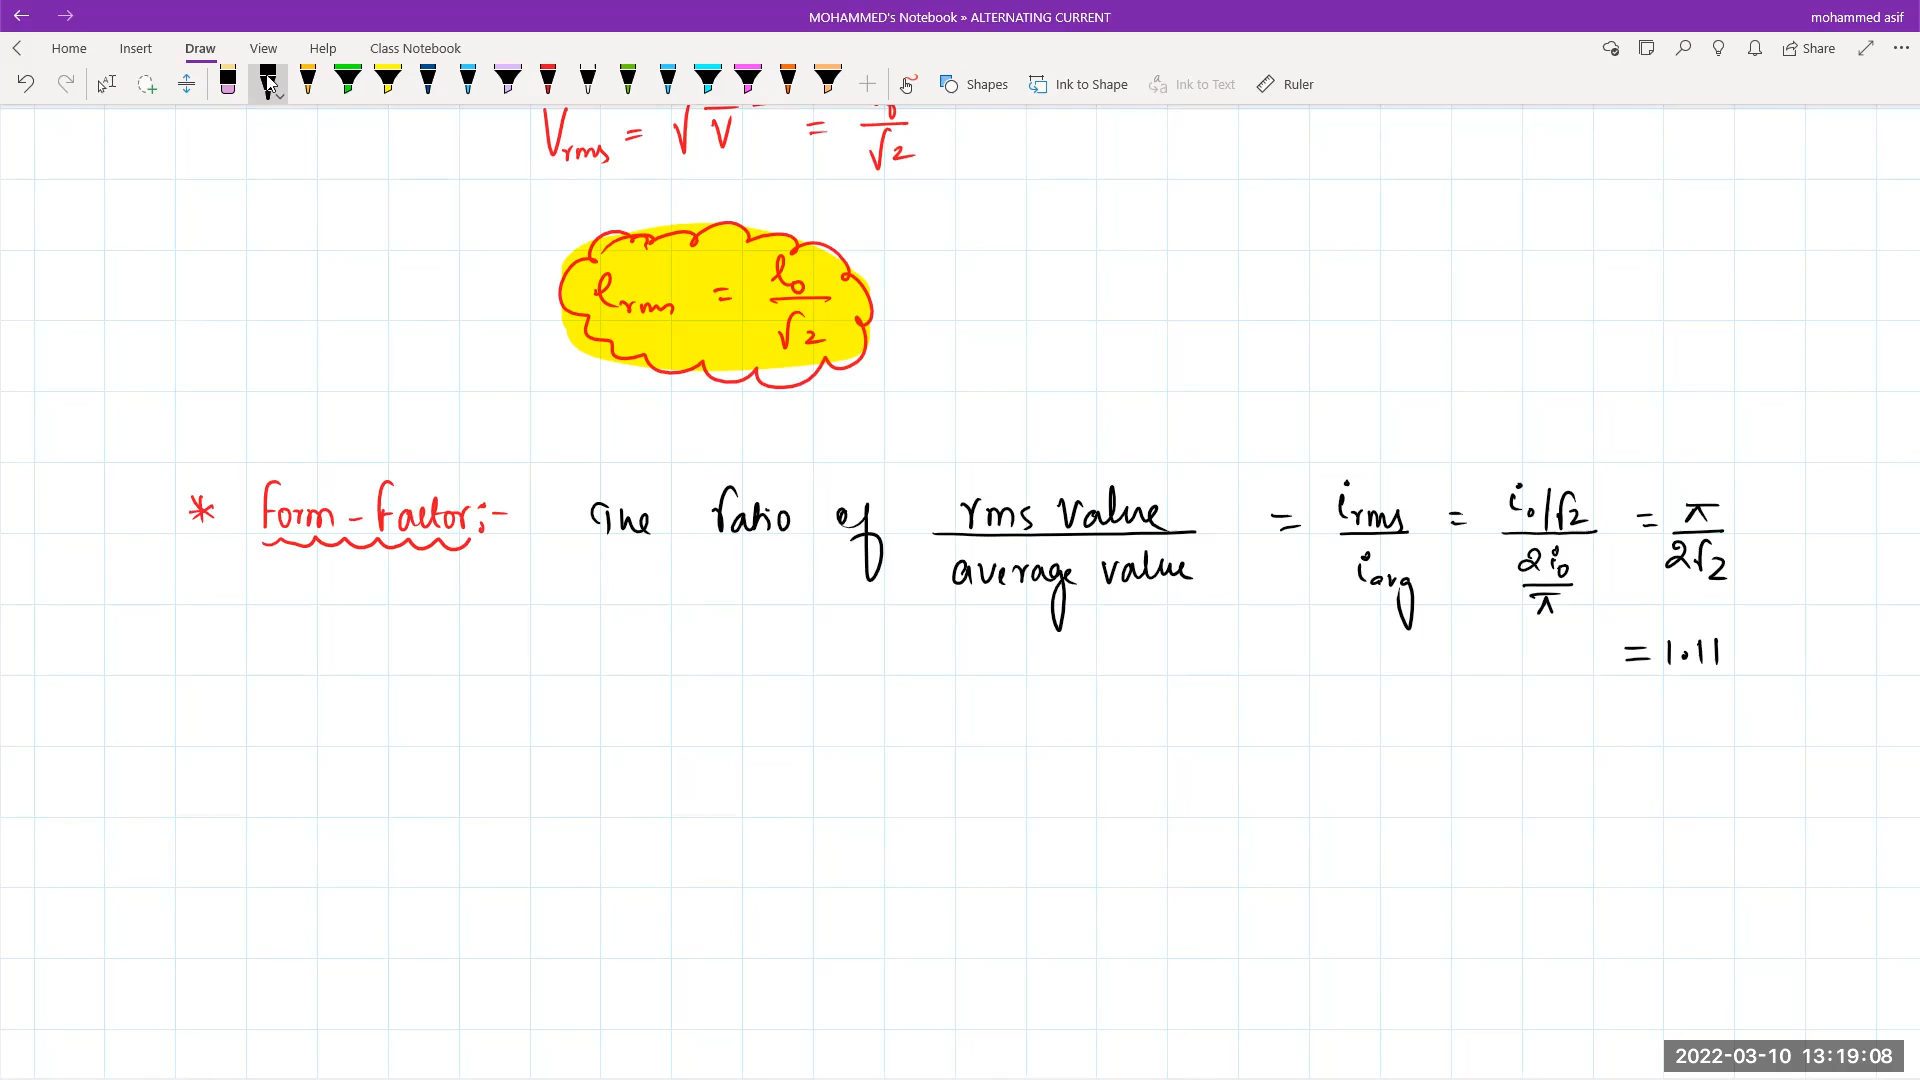 MOHAMMED's Notebook » ALTERNATING CURRENT
mohammed asif
Home Insert Draw View Help Class Notebook
Share
Shapes Ink to Shape Ink to Text Ruler
Vrms = √V = /√2
erms = e0/√2
* Form-Factor:- The ratio of rms value/average value = irms/iavg = i0/√2 / 2i0/π = π/2√2
= 1.11
2022-03-10 13:19:08